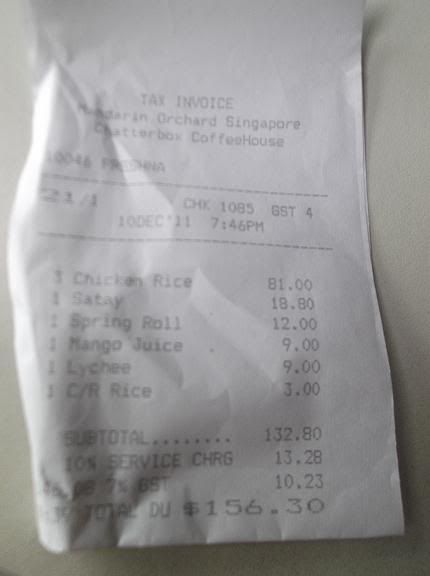 TAX INVOICE
Mandarin Orchard Singapore
Chatterbox CoffeeHouse
10046 PRESHNA
21/1 CHK 1085 GST 4
10DEC'11 7:46PM
3 Chicken Rice 81.00
1 Satay 18.80
1 Spring Roll 12.00
1 Mango Juice 9.00
1 Lychee 9.00
1 C/R Rice 3.00
SUBTOTAL........ 132.80
10% SERVICE CHRG 13.28
7% GST 10.23
TOTAL DU $156.30